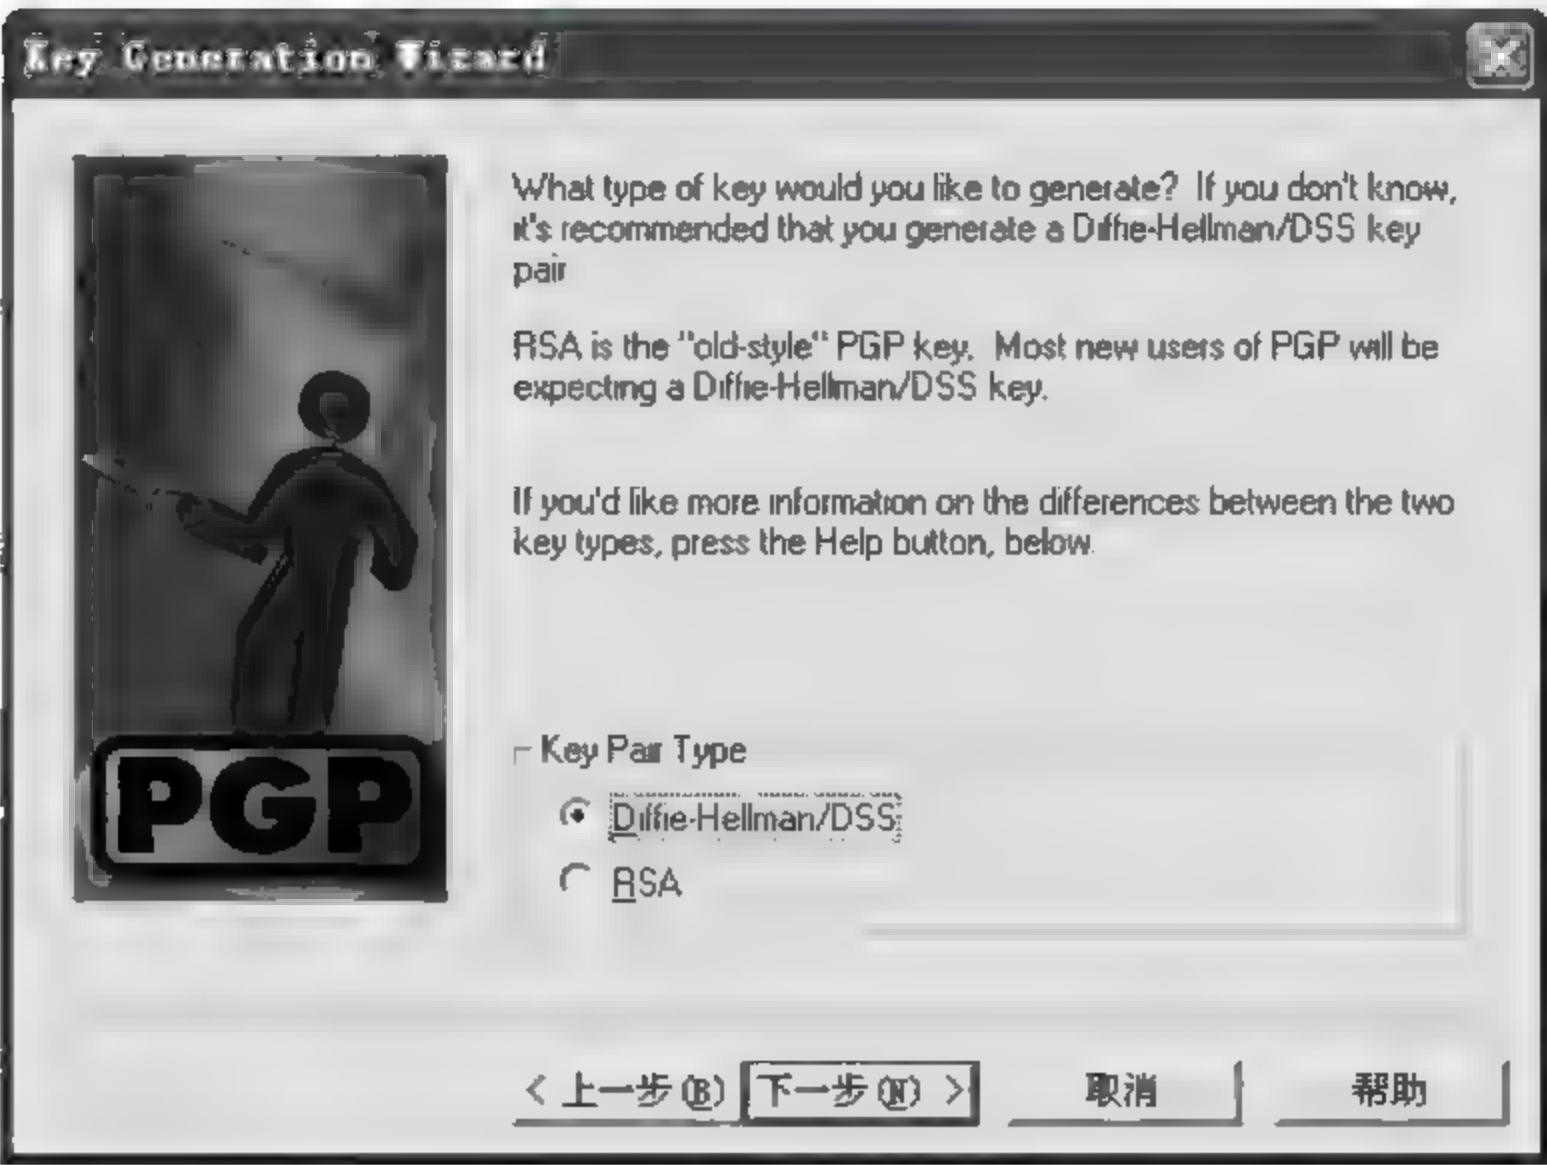 Key Generation Wizard
What type of key would you like to generate? If you don't know,
it's recommended that you generate a Diffie-Hellman/DSS key
pair
RSA is the "old-style" PGP key. Most new users of PGP will be
expecting a Diffie-Hellman/DSS key.
If you'd like more information on the differences between the two
key types, press the Help button, below.
PGP
Key Pair Type
Diffie-Hellman/DSS
RSA
< 上一步(B) 下一步(N) > 取消 帮助